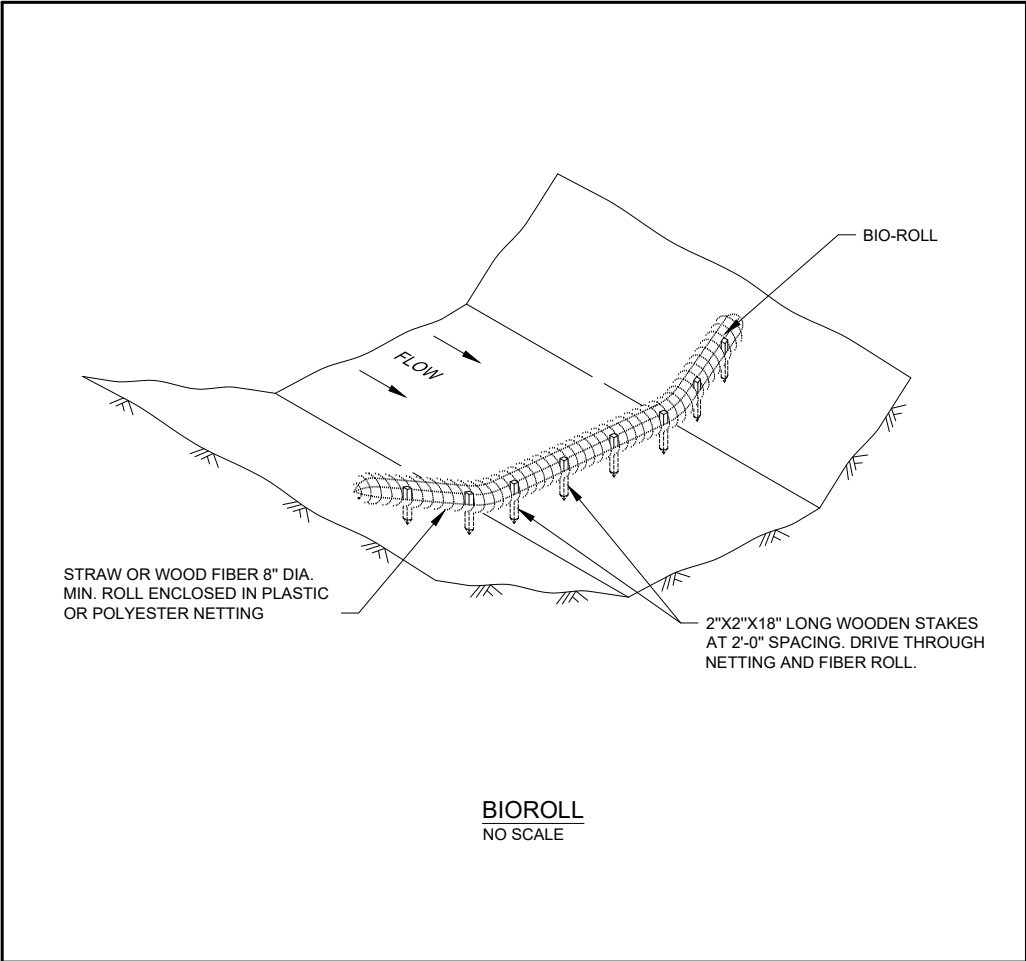 BIO-ROLL
FLOW
STRAW OR WOOD FIBER 8" DIA.
MIN. ROLL ENCLOSED IN PLASTIC
OR POLYESTER NETTING
2"X2"X18" LONG WOODEN STAKES
AT 2'-0" SPACING. DRIVE THROUGH
NETTING AND FIBER ROLL.
BIOROLL
NO SCALE